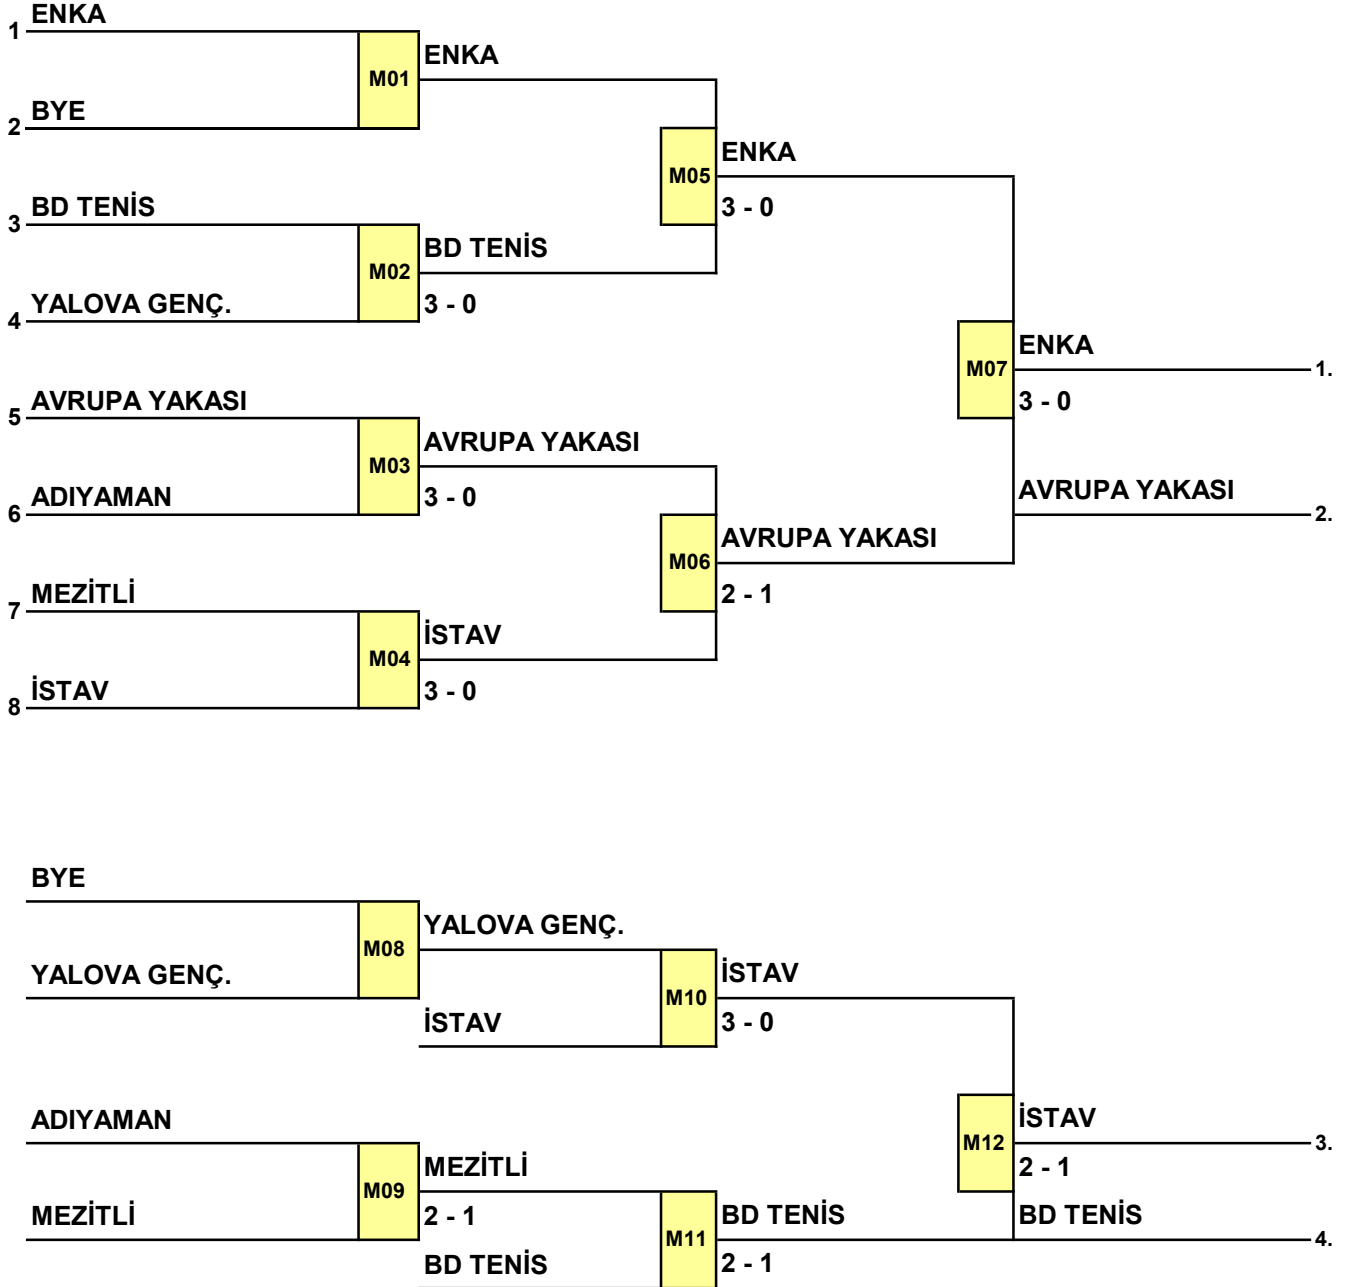 ENKA
1
ENKA
M01
BYE
2
ENKA
M05
3 - 0
BD TENİS
3
BD TENİS
M02
YALOVA GENÇ.
3 - 0
4
ENKA
M07
1.
3 - 0
AVRUPA YAKASI
5
AVRUPA YAKASI
M03
ADIYAMAN
3 - 0
6
AVRUPA YAKASI
2.
AVRUPA YAKASI
M06
2 - 1
MEZİTLİ
7
İSTAV
M04
İSTAV
3 - 0
8
BYE
YALOVA GENÇ.
M08
YALOVA GENÇ.
İSTAV
M10
İSTAV
3 - 0
ADIYAMAN
İSTAV
M12
3.
2 - 1
MEZİTLİ
M09
MEZİTLİ
2 - 1
BD TENİS
BD TENİS
M11
4.
BD TENİS
2 - 1